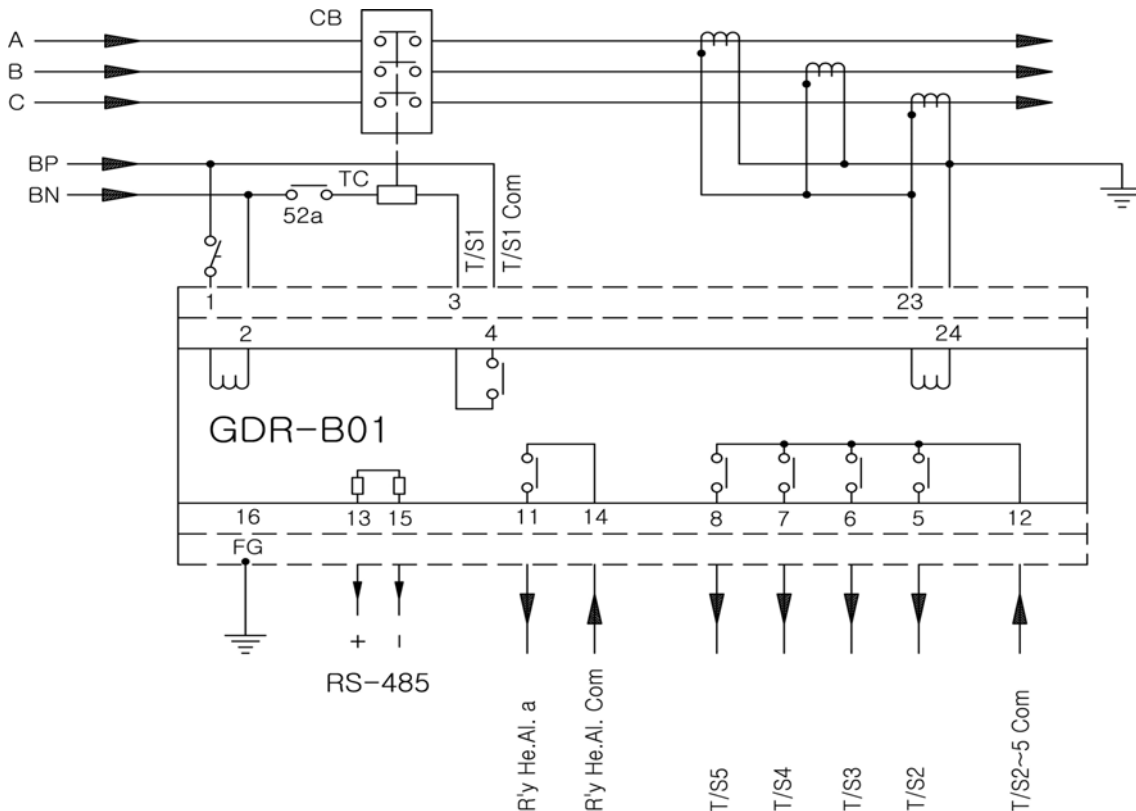 CB
A
B
C
BP
BN
TC
52a
T/S1
T/S1 Com
1
3
23
2
4
24
GDR-B01
16
13
15
11
14
8
7
6
5
12
FG
+
-
RS-485
R'y He.Al. a
R'y He.Al. Com
T/S5
T/S4
T/S3
T/S2
T/S2~5 Com